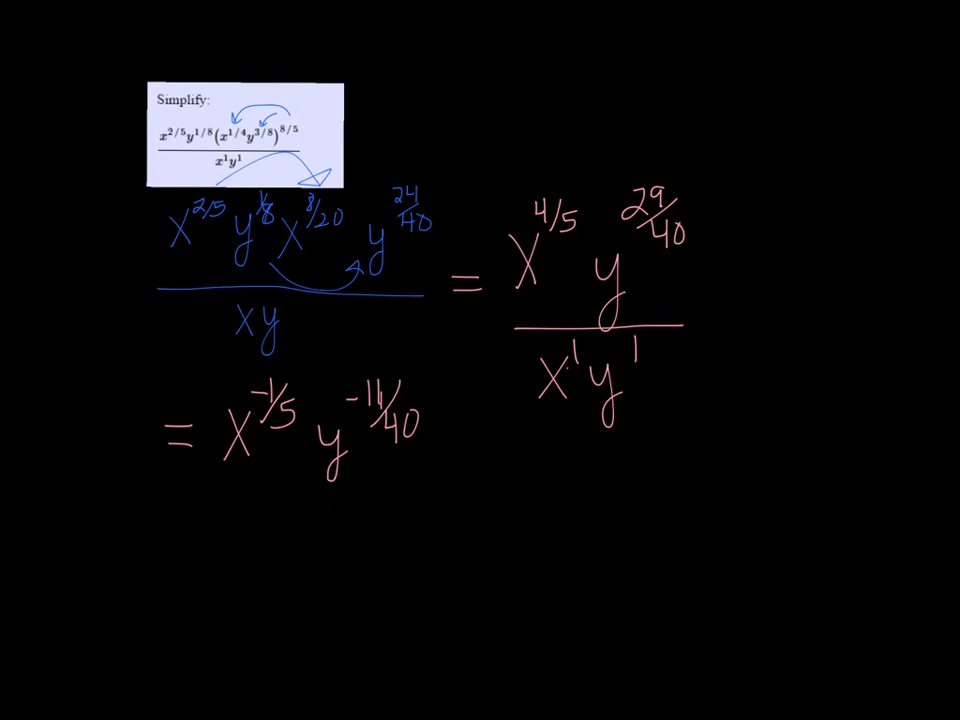 Simplify:
x^{2/5}y^{1/8}(x^{1/4}y^{3/8})^{8/5}
x^1y^1
x^{2/5} y^{1/8} x^{8/20} y^{24/40}
xy
= x^{4/5} y^{29/40}
x^1 y^1
= x^{-1/5} y^{-11/40}